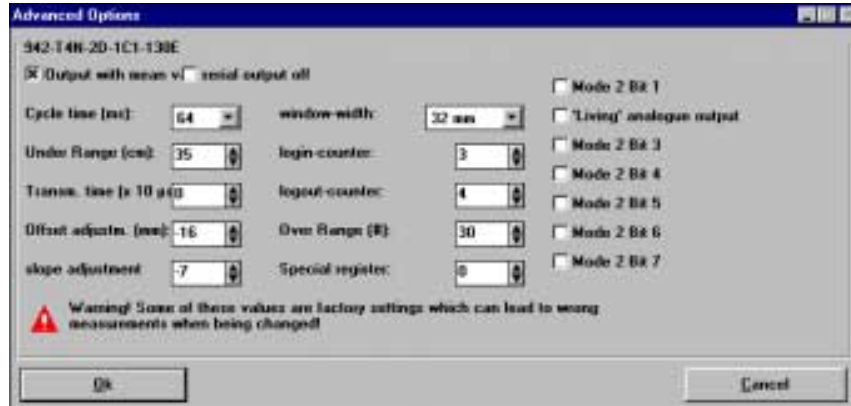 Advanced Options
942-T4N-2D-1C1-130E
Output with mean v serial output off
Cycle time (ms): 64 window-width: 32 mm
Under Range (cm): 35 login-counter: 3
Transm. time (x 10 µs 0 logout-counter: 4
Offset adjustm. (mm): -16 Over Range (#): 30
slope adjustment -7 Special register: 0
Mode 2 Bit 1
'Living' analogue output
Mode 2 Bit 3
Mode 2 Bit 4
Mode 2 Bit 5
Mode 2 Bit 6
Mode 2 Bit 7
Warning! Some of these values are factory settings which can lead to wrong
measurements when being changed!
Ok
Cancel